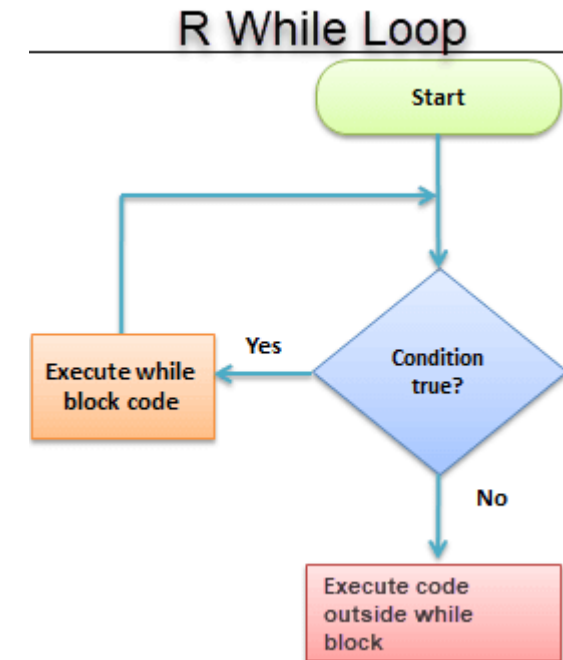 R While Loop
Start
Yes
Execute while
block code
Condition
true?
No
Execute code
outside while
block